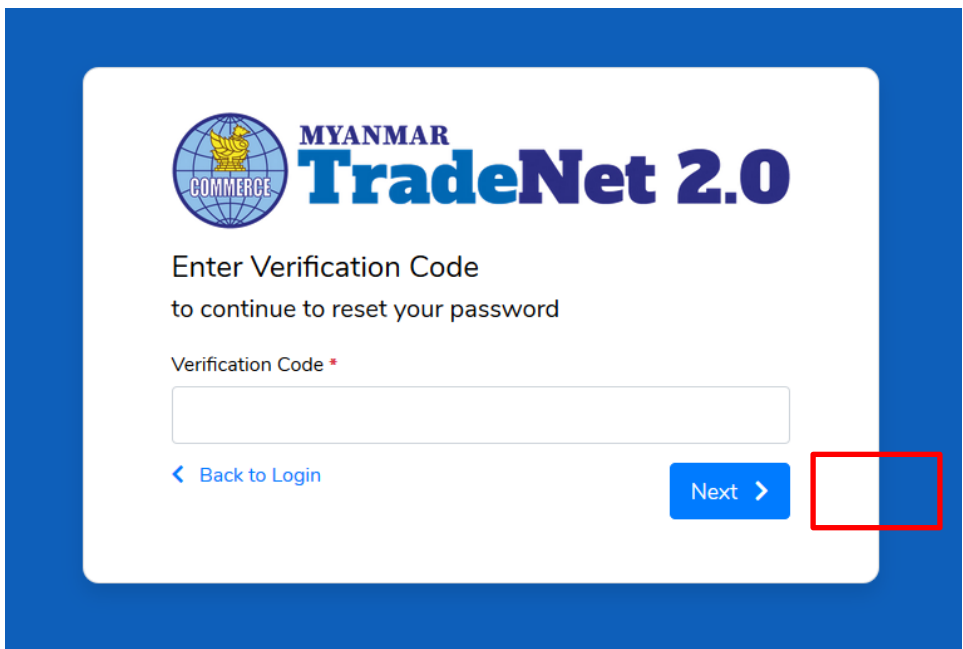 MYANMAR
TradeNet 2.0
COMMERCE
Enter Verification Code
to continue to reset your password
Verification Code *
Back to Login
Next